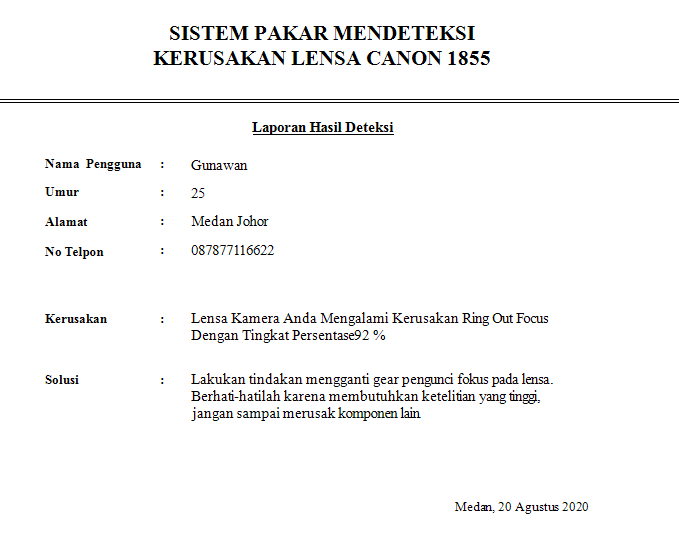 SISTEM PAKAR MENDETEKSI
KERUSAKAN LENSA CANON 1855
Laporan Hasil Deteksi
Nama Pengguna : Gunawan
Umur : 25
Alamat : Medan Johor
No Telpon : 087877116622
Kerusakan : Lensa Kamera Anda Mengalami Kerusakan Ring Out Focus
Dengan Tingkat Persentase92 %
Solusi : Lakukan tindakan mengganti gear pengunci fokus pada lensa.
Berhati-hatilah karena membutuhkan ketelitian yang tinggi,
jangan sampai merusak komponen lain.
Medan, 20 Agustus 2020